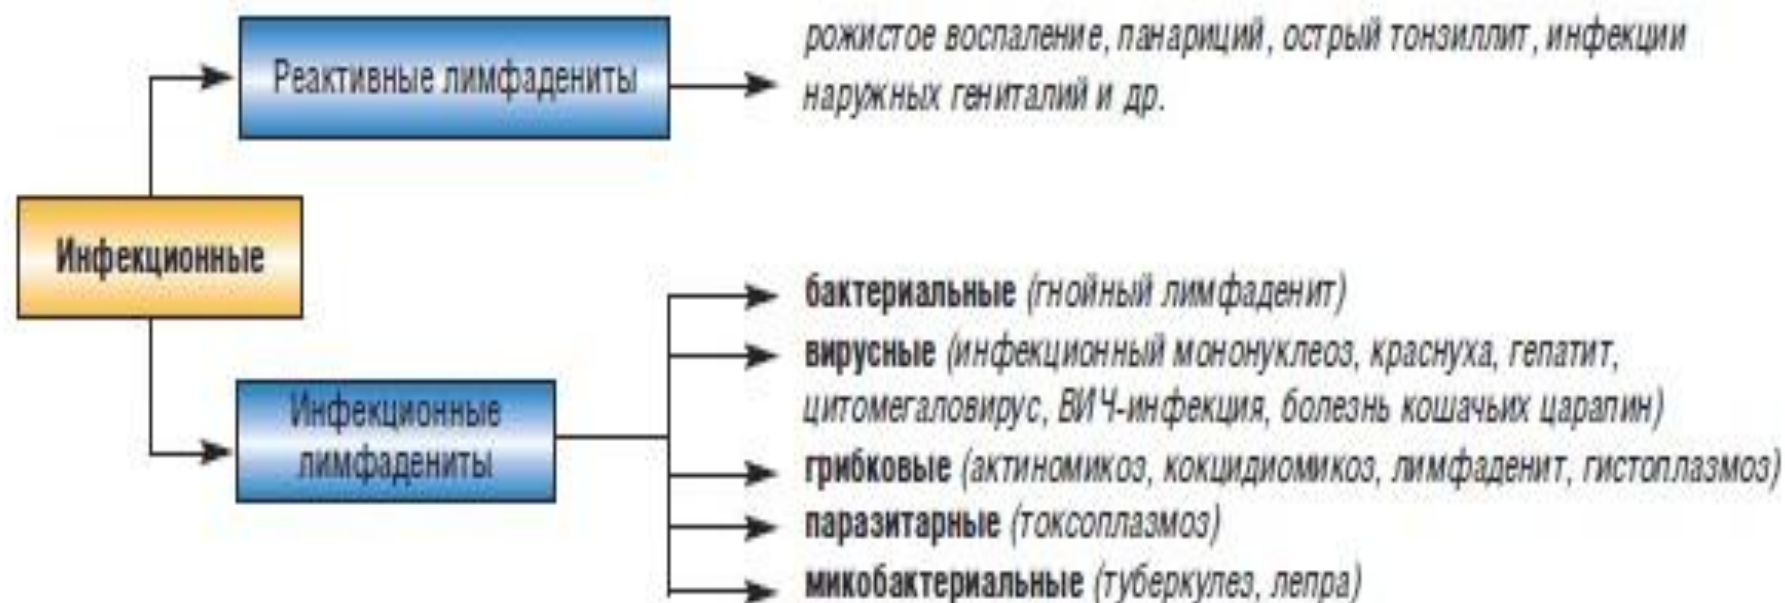 Реактивные лимфадениты
рожистое воспаление, панариций, острый тонзиллит, инфекции
наружных гениталий и др.
Инфекционные
Инфекционные
лимфадениты
бактериальные (гнойный лимфаденит)
вирусные (инфекционный мононуклеоз, краснуха, гепатит,
цитомегаловирус, ВИЧ-инфекция, болезнь кошачьих царапин)
грибковые (актиномикоз, кокцидиомикоз, лимфаденит, гистоплазмоз)
паразитарные (токсоплазмоз)
микобактериальные (туберкулез, лепра)